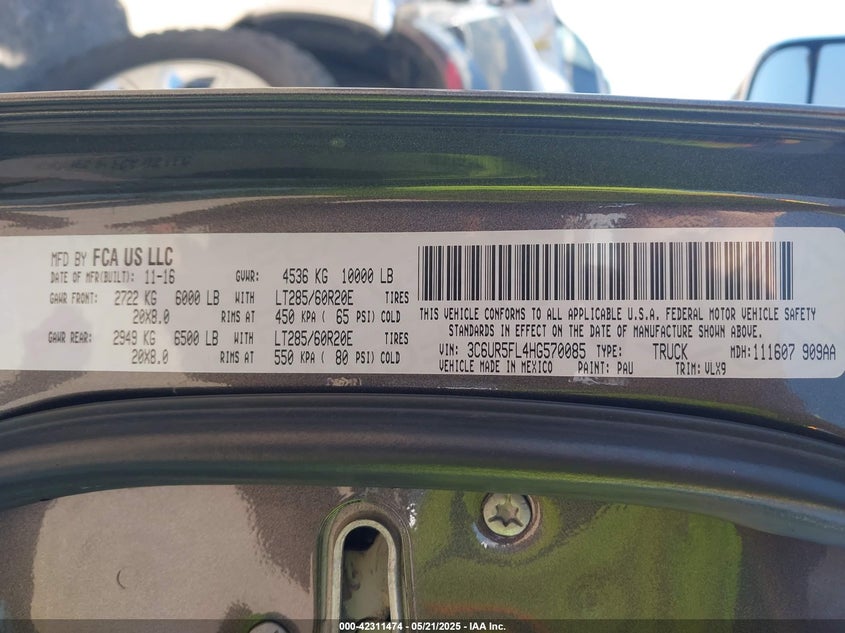 MFD BY FCA US LLC
DATE OF MFR(BUILT): 11-16 GVWR: 4536 KG 10000 LB
GAWR FRONT: 2722 KG 6000 LB WITH LT285/60R20E TIRES
20X8.0 RIMS AT 450 KPA ( 65 PSI) COLD
GAWR REAR: 2949 KG 6500 LB WITH LT285/60R20E TIRES
20X8.0 RIMS AT 550 KPA ( 80 PSI) COLD
THIS VEHICLE CONFORMS TO ALL APPLICABLE U.S.A. FEDERAL MOTOR VEHICLE SAFETY
STANDARDS IN EFFECT ON THE DATE OF MANUFACTURE SHOWN ABOVE.
VIN: 3C6UR5FL4HG570085 TYPE: TRUCK MDH: 111607 909AA
VEHICLE MADE IN MEXICO PAINT: PAU TRIM: VLX9
000-42311474 - 05/21/2025 - IAA Inc.